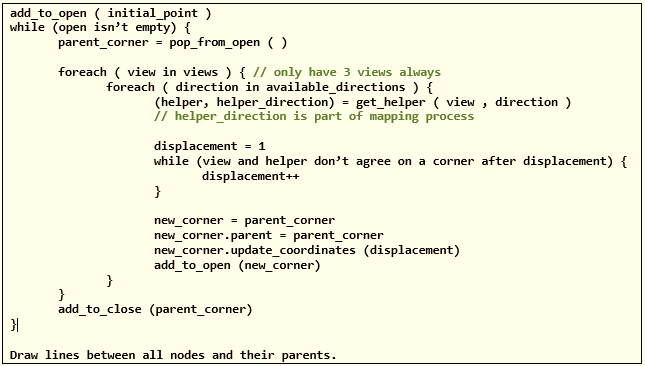 add_to_open ( initial_point )
while (open isn’t empty) {
parent_corner = pop_from_open ( )
foreach ( view in views ) { // only have 3 views always
foreach ( direction in available_directions ) {
(helper, helper_direction) = get_helper ( view , direction )
// helper_direction is part of mapping process
displacement = 1
while (view and helper don’t agree on a corner after displacement) {
displacement++
}
new_corner = parent_corner
new_corner.parent = parent_corner
new_corner.update_coordinates (displacement)
add_to_open (new_corner)
}
}
add_to_close (parent_corner)
}
Draw lines between all nodes and their parents.